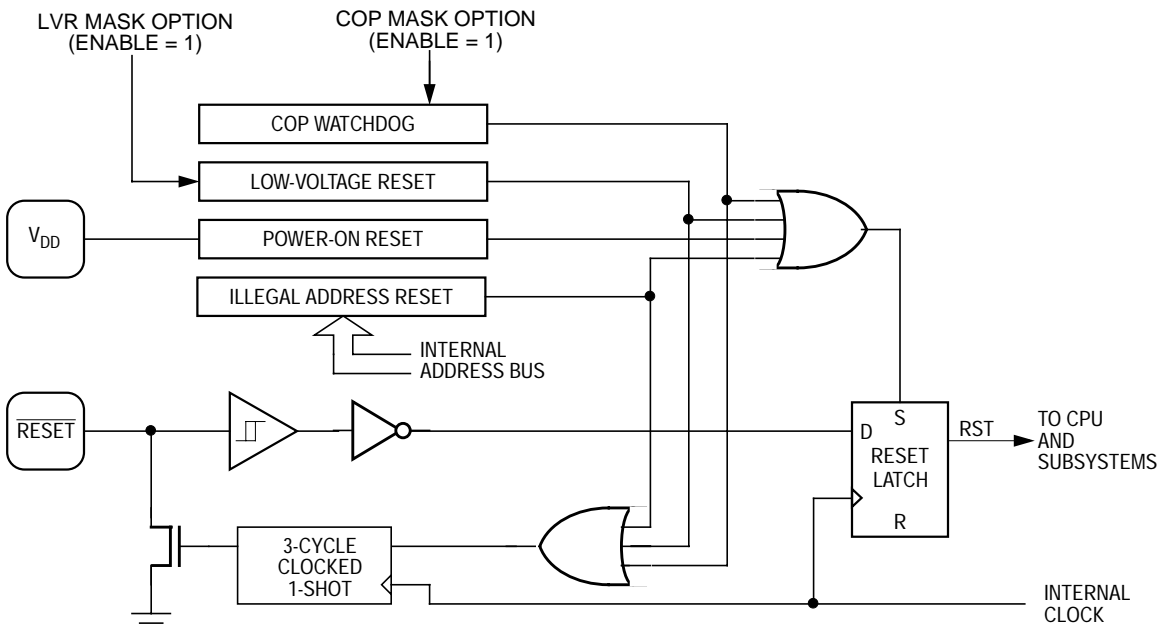 LVR MASK OPTION
(ENABLE = 1)
COP MASK OPTION
(ENABLE = 1)
COP WATCHDOG
LOW-VOLTAGE RESET
VDD
POWER-ON RESET
ILLEGAL ADDRESS RESET
INTERNAL
ADDRESS BUS
RESET
D
S
RESET
LATCH
R
RST
TO CPU
AND
SUBSYSTEMS
3-CYCLE
CLOCKED
1-SHOT
INTERNAL
CLOCK